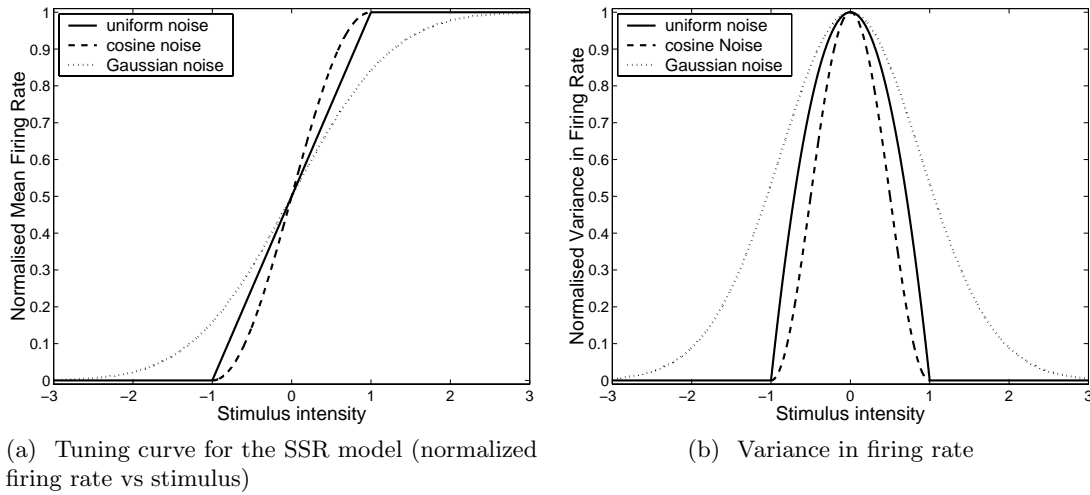 1
0.9
0.8
0.7
0.6
0.5
0.4
0.3
0.2
0.1
0
Normalised Mean Firing Rate
uniform noise
cosine noise
Gaussian noise
−3
−2
−1
0
1
2
3
Stimulus intensity
(a) Tuning curve for the SSR model (normalized
firing rate vs stimulus)
1
0.9
0.8
0.7
0.6
0.5
0.4
0.3
0.2
0.1
0
Normalised Variance in Firing Rate
uniform noise
cosine Noise
Gaussian noise
−3
−2
−1
0
1
2
3
Stimulus intensity
(b) Variance in firing rate